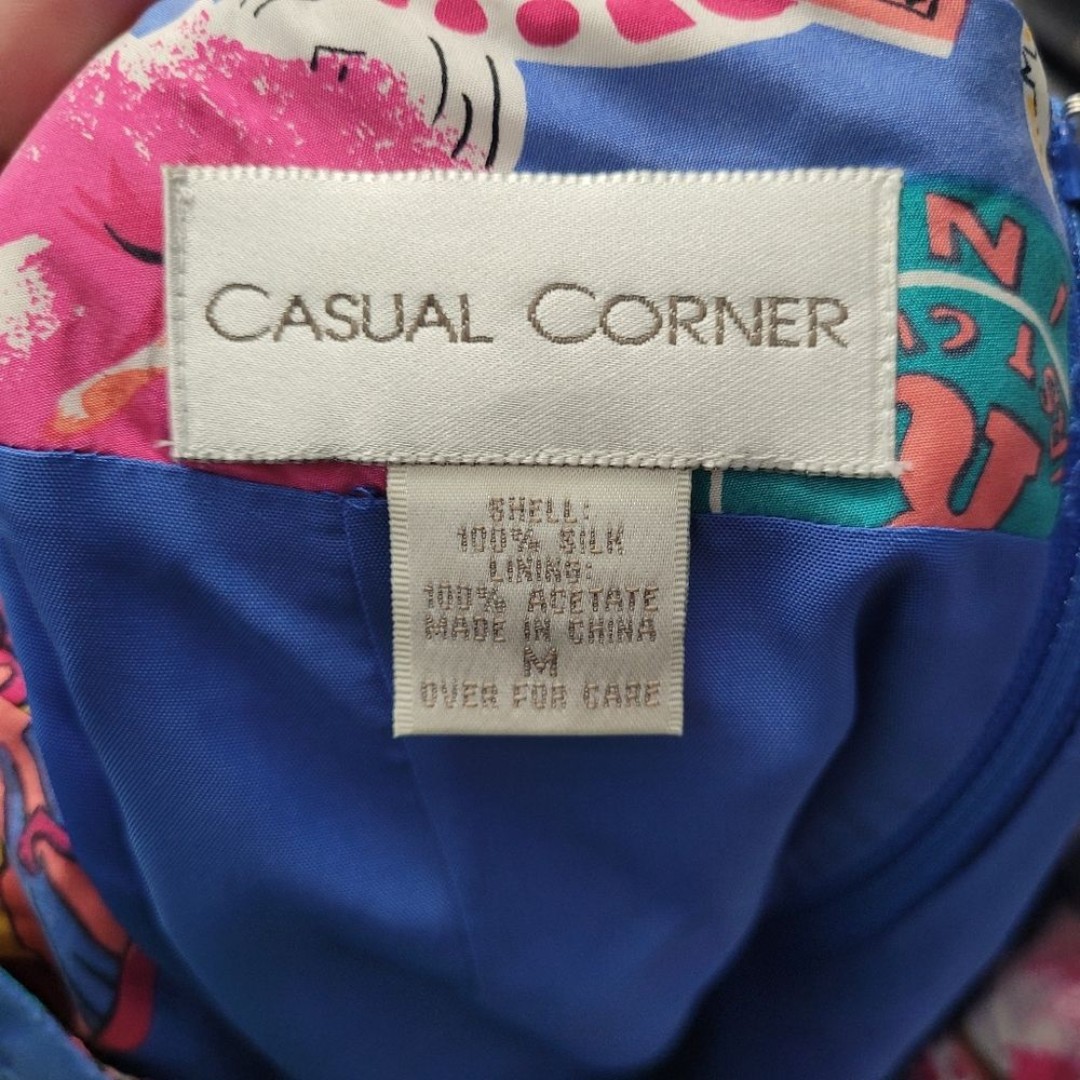 CASUAL CORNER
SHELL:
100% SILK
LINING:
100% ACETATE
MADE IN CHINA
M
OVER FOR CARE